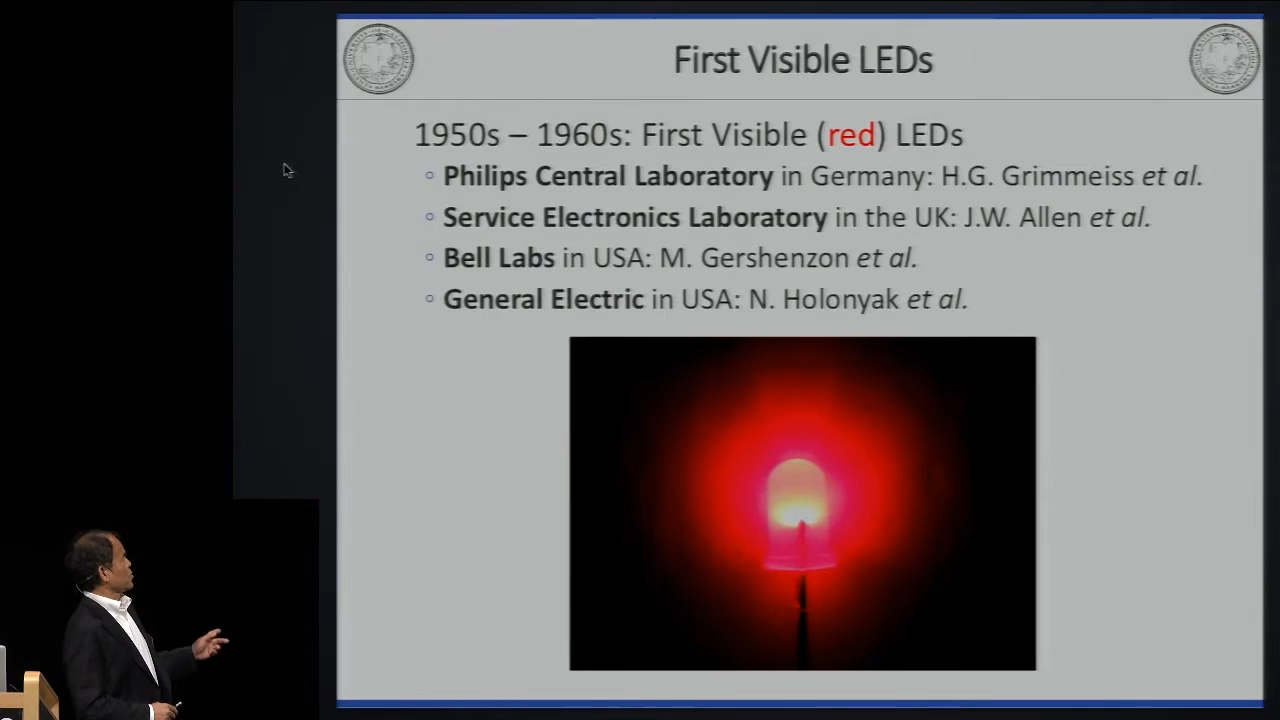 First Visible LEDs
1950s – 1960s: First Visible (red) LEDs
◦ Philips Central Laboratory in Germany: H.G. Grimmeiss et al.
◦ Service Electronics Laboratory in the UK: J.W. Allen et al.
◦ Bell Labs in USA: M. Gershenzon et al.
◦ General Electric in USA: N. Holonyak et al.